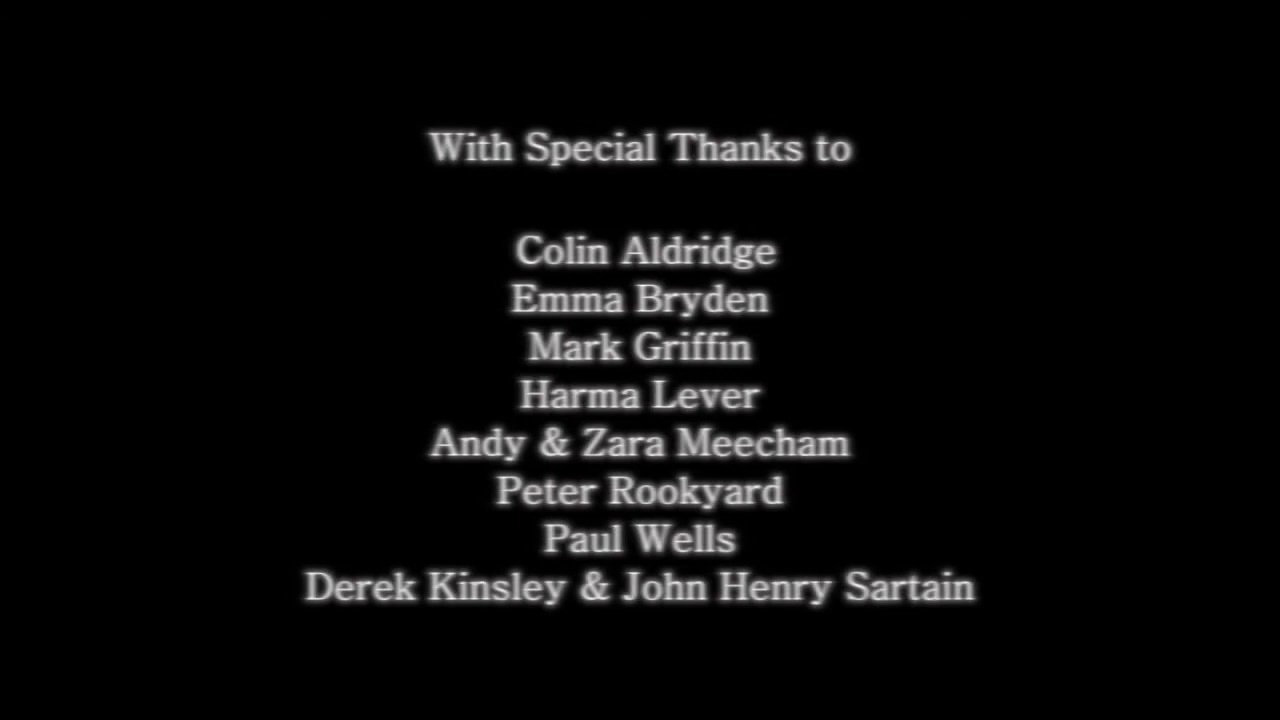 With Special Thanks to
Colin Aldridge
Emma Bryden
Mark Griffin
Harma Lever
Andy & Zara Meecham
Peter Rookyard
Paul Wells
Derek Kinsley & John Henry Sartain